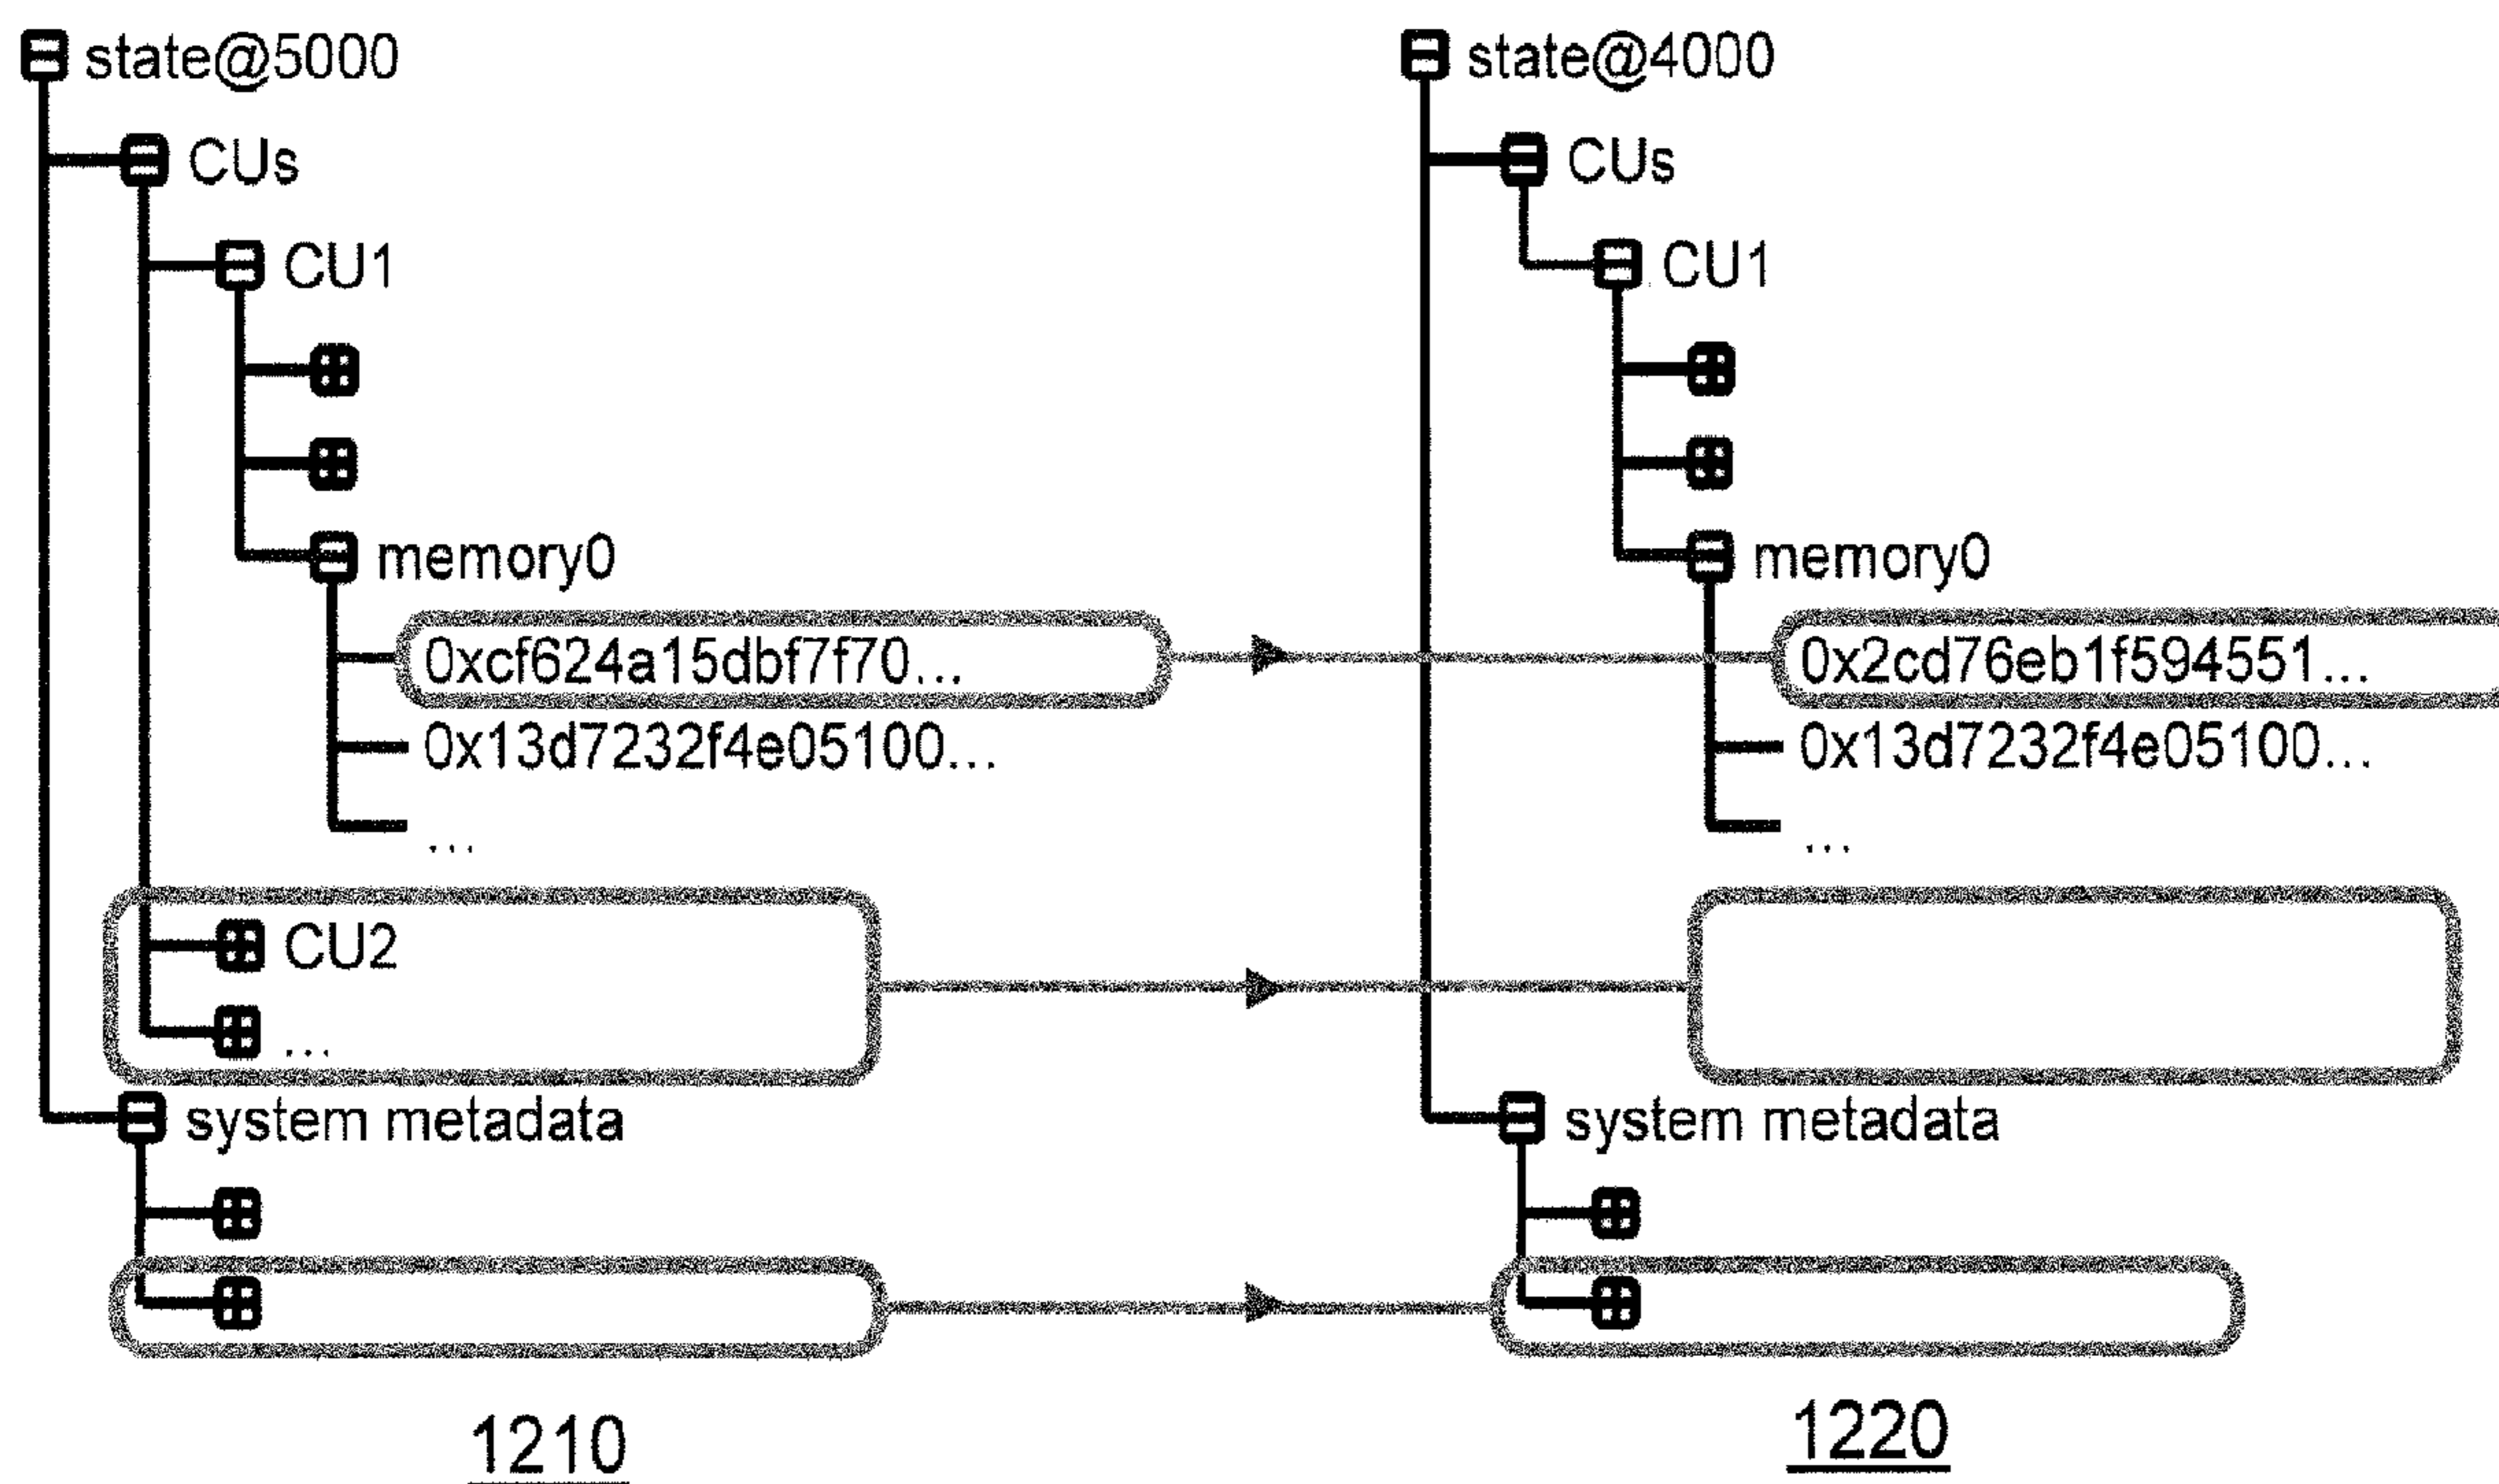 state@5000
CUs
CU1
memory0
0xcf624a15dbf7f70...
0x13d7232f4e05100...
...
CU2
...
system metadata
1210
state@4000
CUs
CU1
memory0
0x2cd76eb1f594551...
0x13d7232f4e05100...
...
system metadata
1220